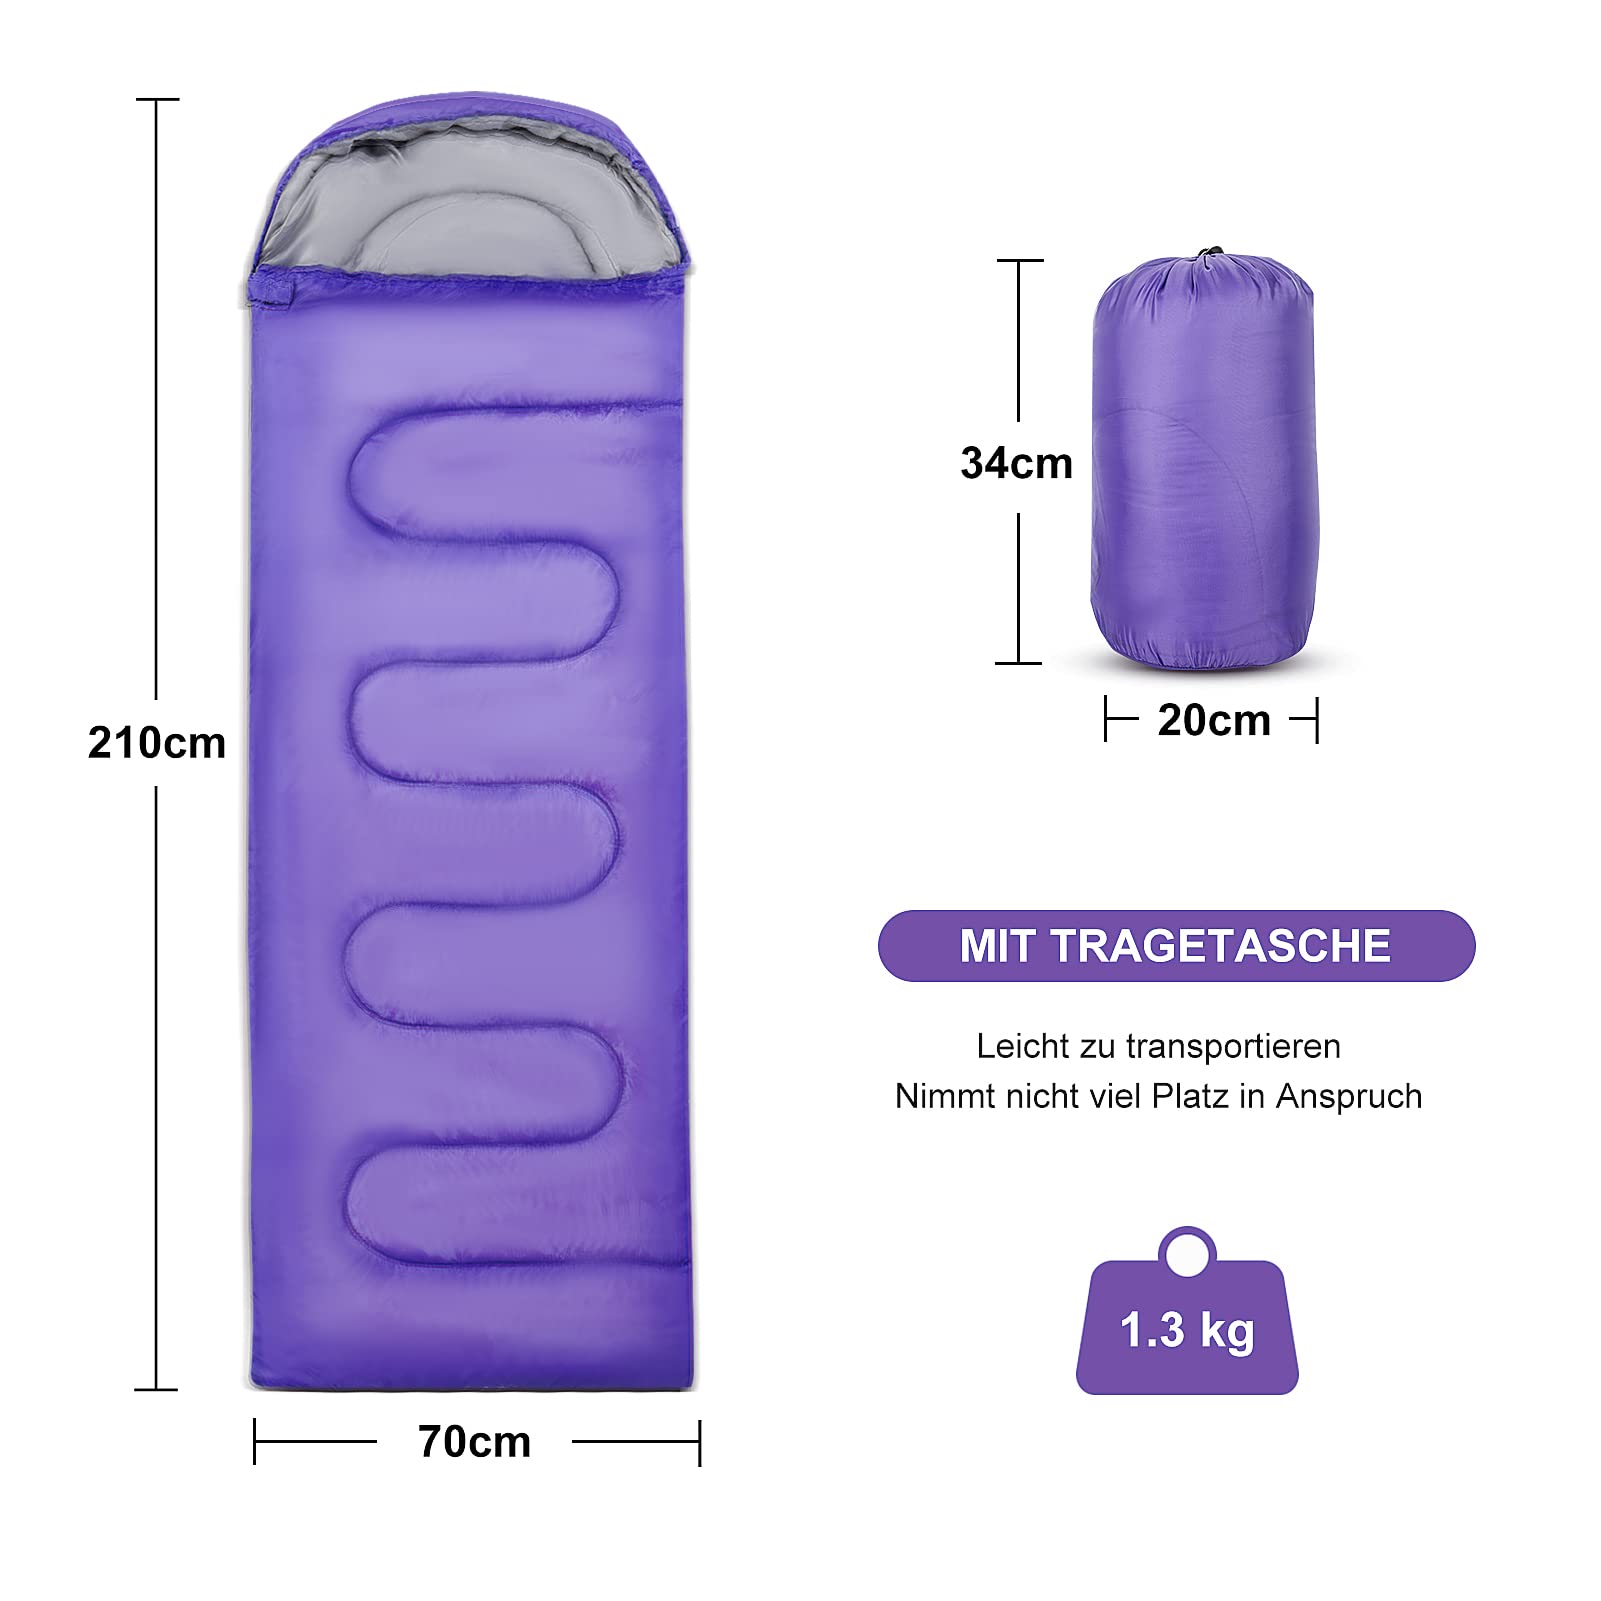 210cm
70cm
34cm
20cm
MIT TRAGETASCHE
Leicht zu transportieren
Nimmt nicht viel Platz in Anspruch
1.3 kg